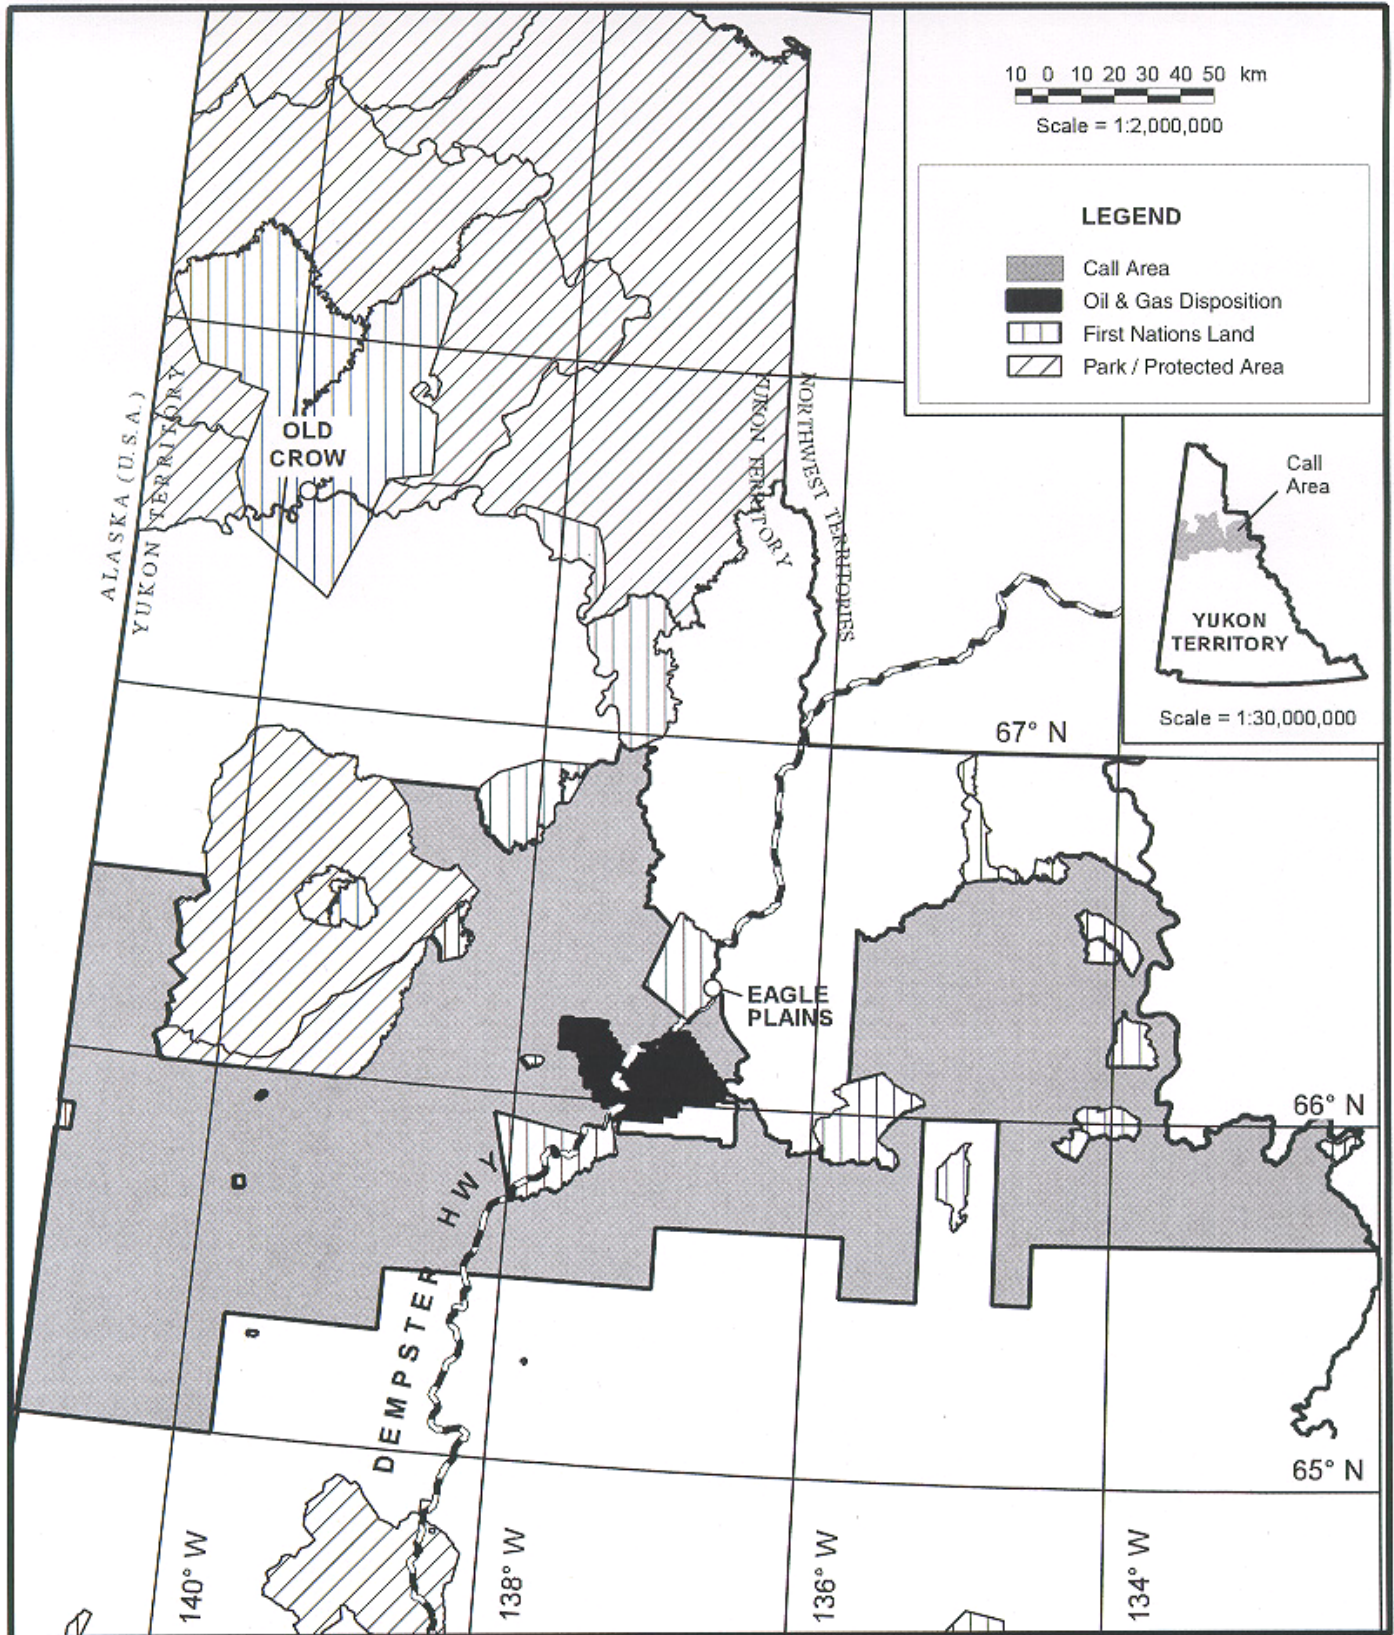 10 0 10 20 30 40 50 km
Scale = 1:2,000,000
LEGEND
Call Area
Oil & Gas Disposition
First Nations Land
Park / Protected Area
ALASKA (U.S.A.)
YUKON TERRITORY
OLD
CROW
YUKON TERRITORY
NORTHWEST TERRITORIES
Call
Area
YUKON
TERRITORY
Scale = 1:30,000,000
67° N
EAGLE
PLAINS
66° N
DEMPSTER HWY
65° N
140° W
138° W
136° W
134° W